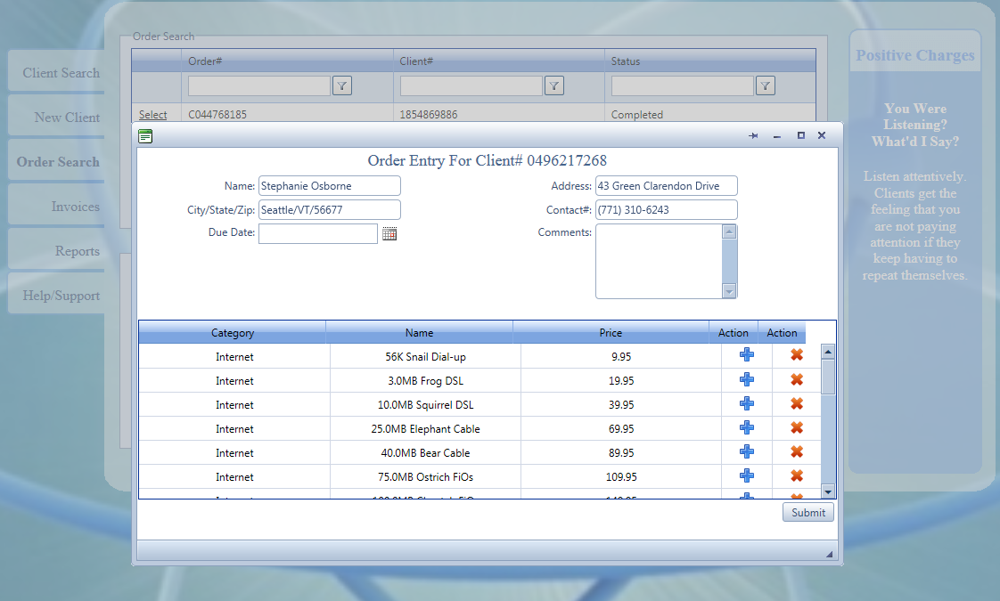 Order Search
Order# Client# Status
Select C044768185 1854869886 Completed
Client Search
New Client
Order Search
Invoices
Reports
Help/Support
Positive Charges
You Were
Listening?
What'd I Say?
Listen attentively.
Clients get the
feeling that you
are not paying
attention if they
keep having to
repeat themselves.
Order Entry For Client# 0496217268
Name: Stephanie Osborne Address: 43 Green Clarendon Drive
City/State/Zip: Seattle/VT/56677 Contact#: (771) 310-6243
Due Date: Comments:
Category Name Price Action Action
Internet 56K Snail Dial-up 9.95
Internet 3.0MB Frog DSL 19.95
Internet 10.0MB Squirrel DSL 39.95
Internet 25.0MB Elephant Cable 69.95
Internet 40.0MB Bear Cable 89.95
Internet 75.0MB Ostrich FiOs 109.95
Submit